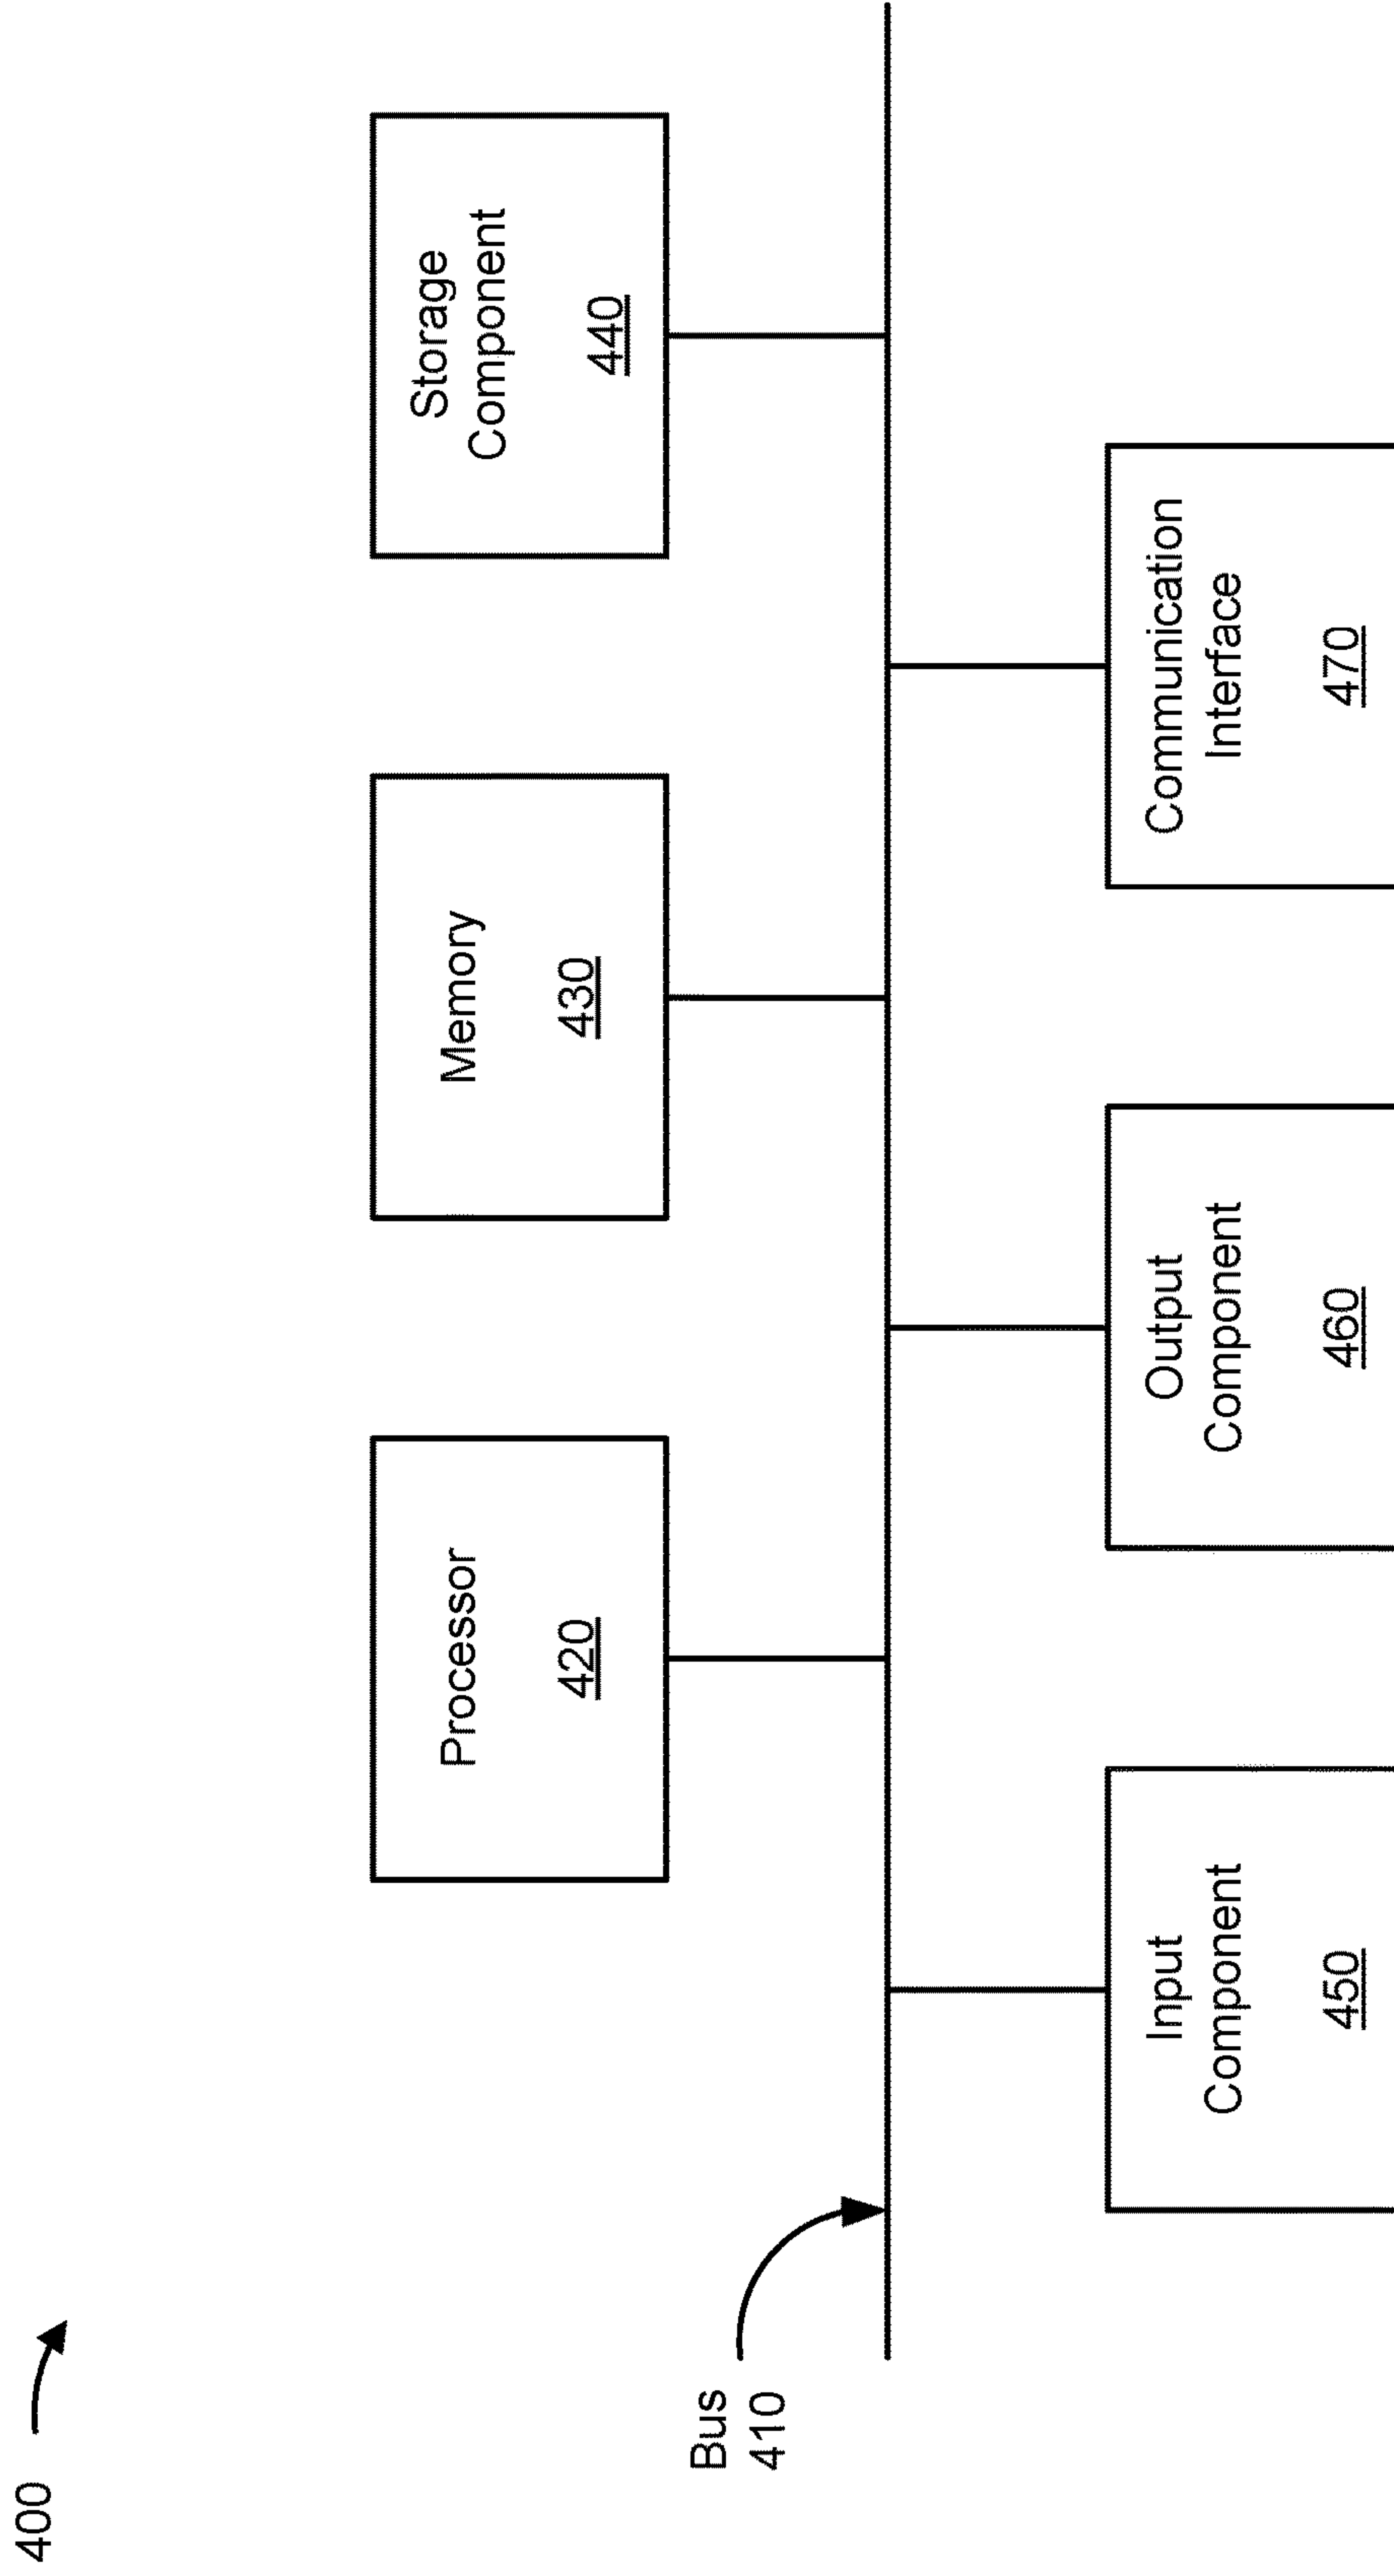 400
Processor
420
Memory
430
Storage
Component
440
Bus
410
Input
Component
450
Output
Component
460
Communication
Interface
470